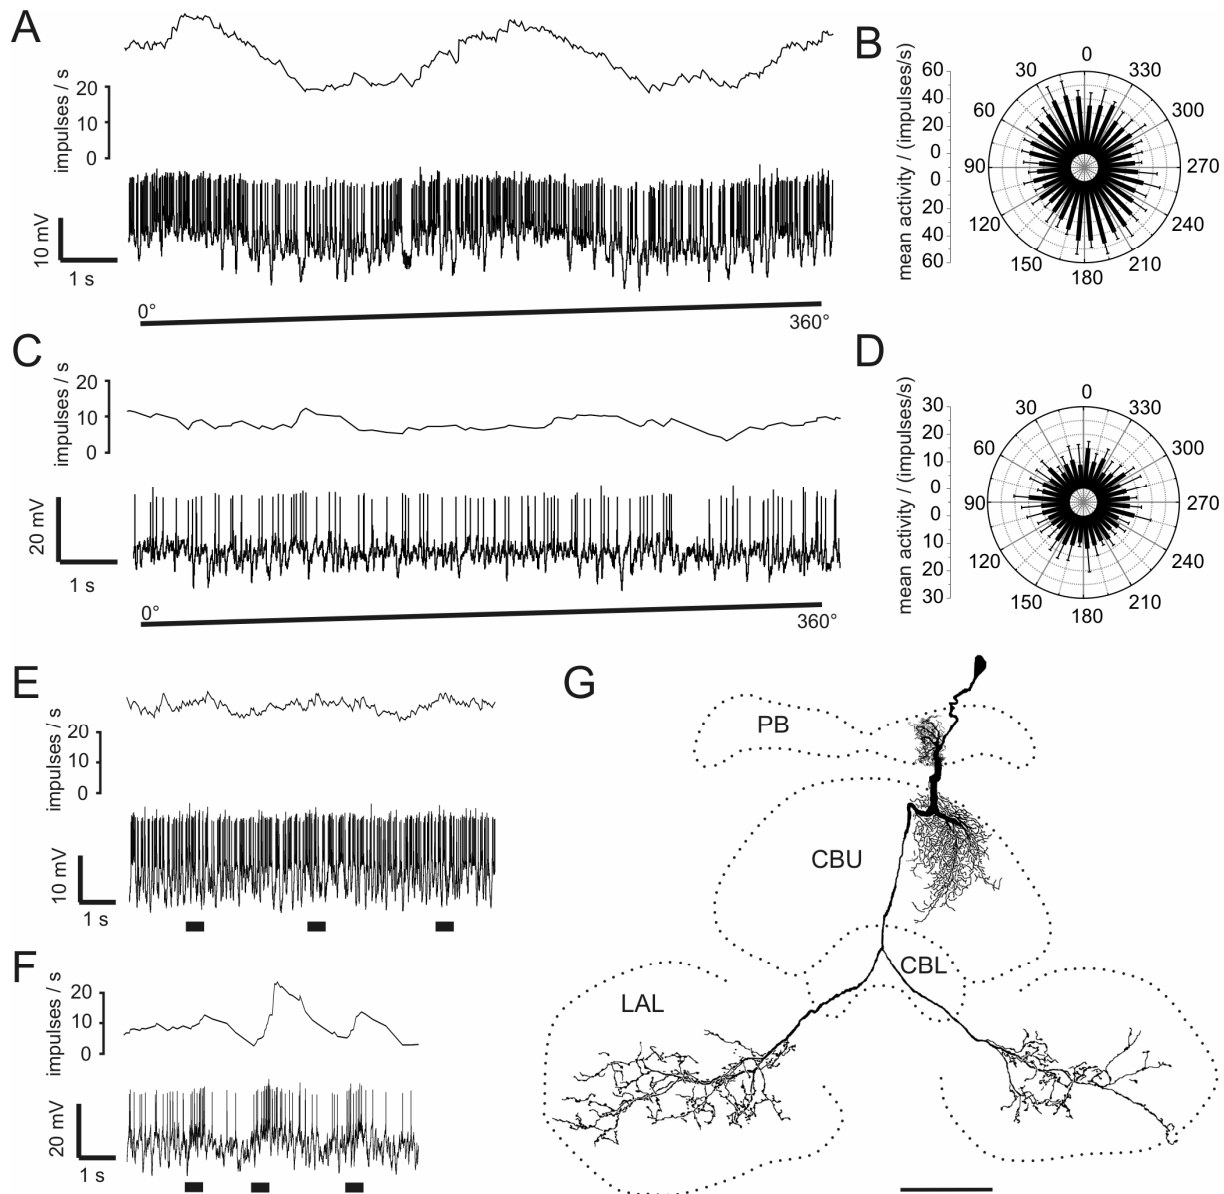 A
impulses / s
20
10
0
10 mV
1 s
0°
360°
B
mean activity / (impulses/s)
60
40
20
0
0
20
40
60
0
330
300
270
240
210
180
150
120
90
60
30
C
impulses / s
20
10
0
20 mV
1 s
0°
360°
D
mean activity / (impulses/s)
30
20
10
0
0
10
20
30
0
330
300
270
240
210
180
150
120
90
60
30
E
impulses / s
20
10
0
10 mV
1 s
F
impulses / s
20
10
0
20 mV
1 s
G
PB
CBU
CBL
LAL